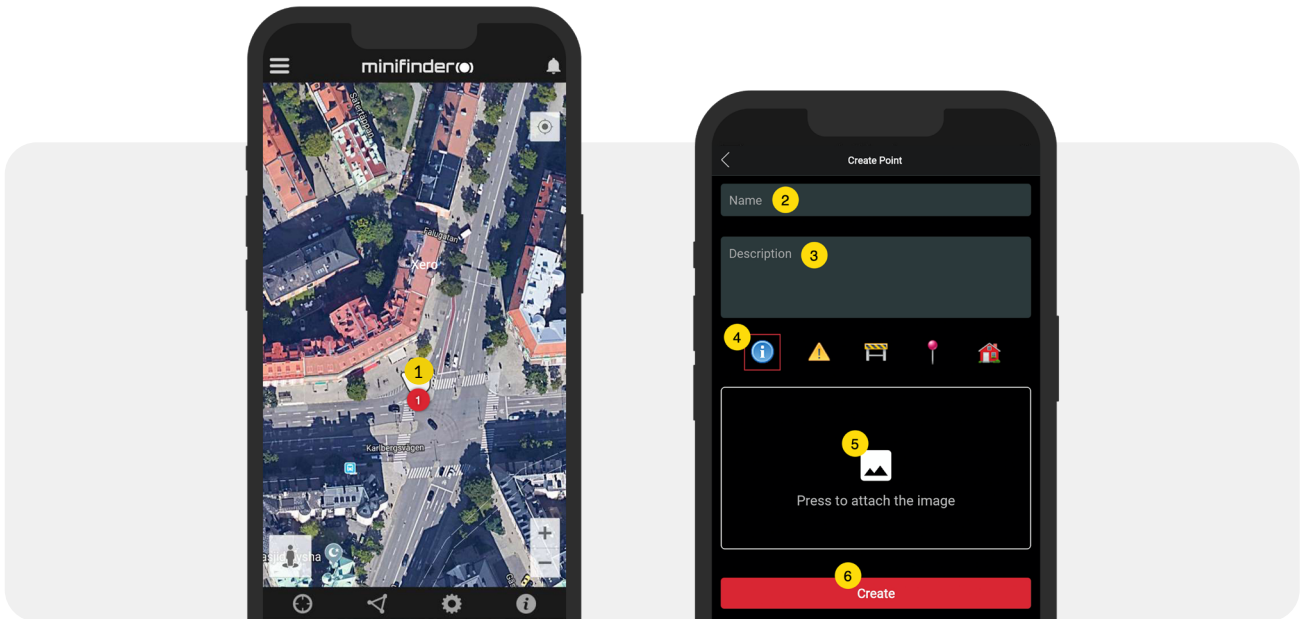 minifinder
Sätertäppan
Falugatan
Xero
1
1
Karlbergsvägen
Create Point
Name 2
Description 3
4
5
Press to attach the image
6
Create